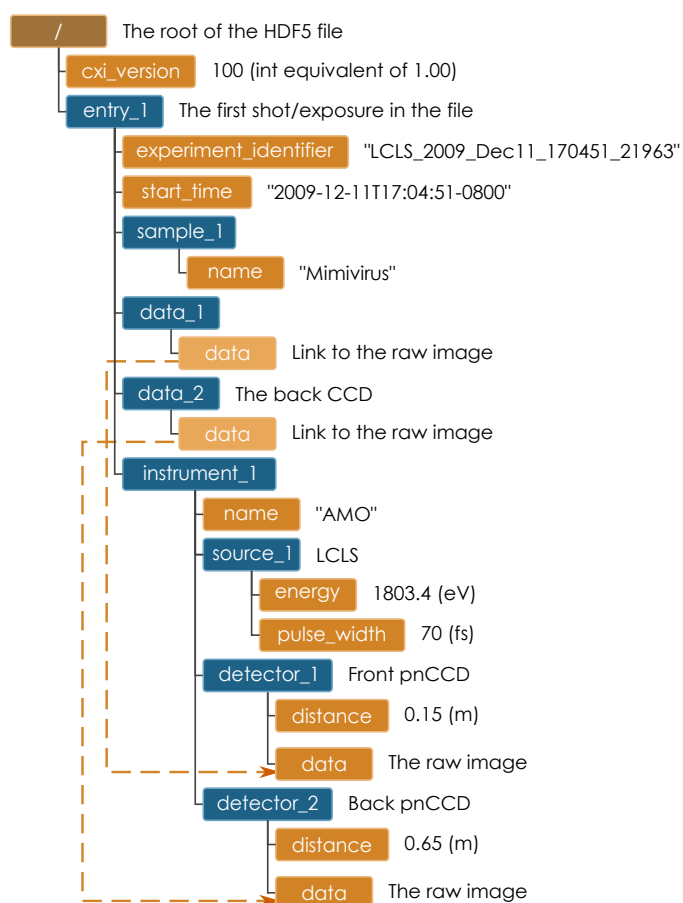 / The root of the HDF5 file
cxi_version 100 (int equivalent of 1.00)
entry_1 The first shot/exposure in the file
experiment_identifier "LCLS_2009_Dec11_170451_21963"
start_time "2009-12-11T17:04:51-0800"
sample_1
name "Mimivirus"
data_1
data Link to the raw image
data_2 The back CCD
data Link to the raw image
instrument_1
name "AMO"
source_1 LCLS
energy 1803.4 (eV)
pulse_width 70 (fs)
detector_1 Front pnCCD
distance 0.15 (m)
data The raw image
detector_2 Back pnCCD
distance 0.65 (m)
data The raw image